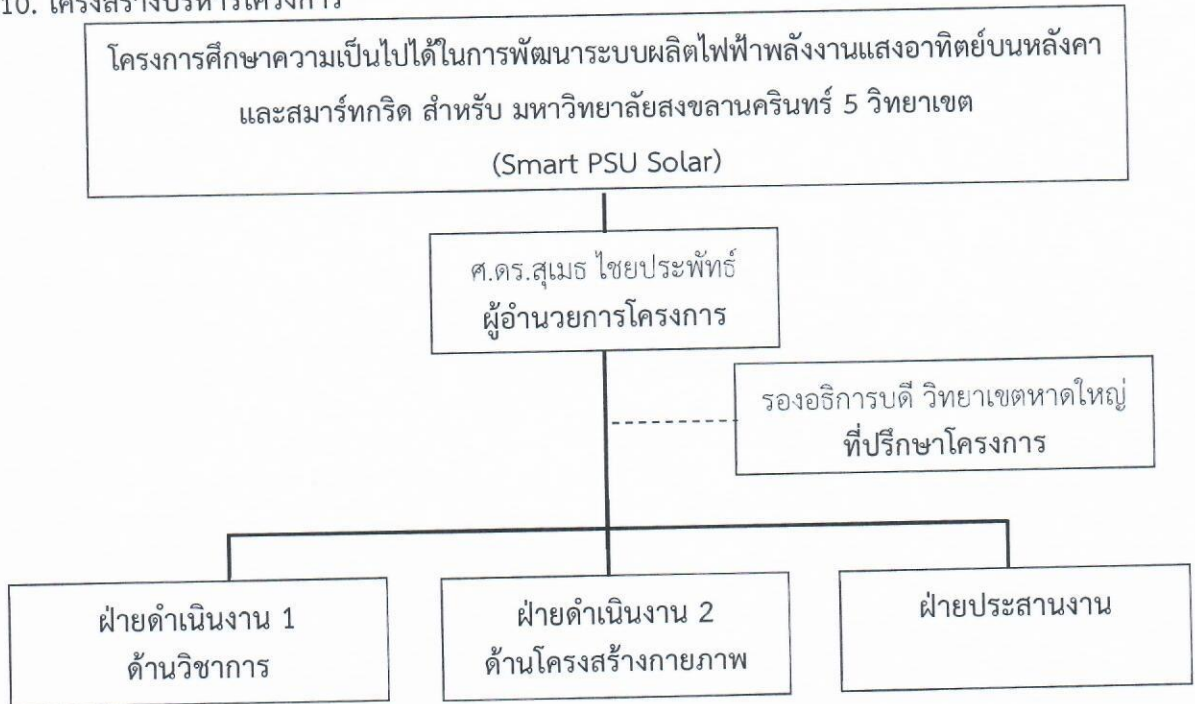 10. โครงสร้างบริหารโครงการ
โครงการศึกษาความเป็นไปได้ในการพัฒนาระบบผลิตไฟฟ้าพลังงานแสงอาทิตย์บนหลังคา
และสมาร์ทกริด สำหรับ มหาวิทยาลัยสงขลานครินทร์ 5 วิทยาเขต
(Smart PSU Solar)
ศ.ดร.สุเมธ ไชยประพัทธ์
ผู้อำนวยการโครงการ
รองอธิการบดี วิทยาเขตหาดใหญ่
ที่ปรึกษาโครงการ
ฝ่ายดำเนินงาน 1
ด้านวิชาการ
ฝ่ายดำเนินงาน 2
ด้านโครงสร้างกายภาพ
ฝ่ายประสานงาน